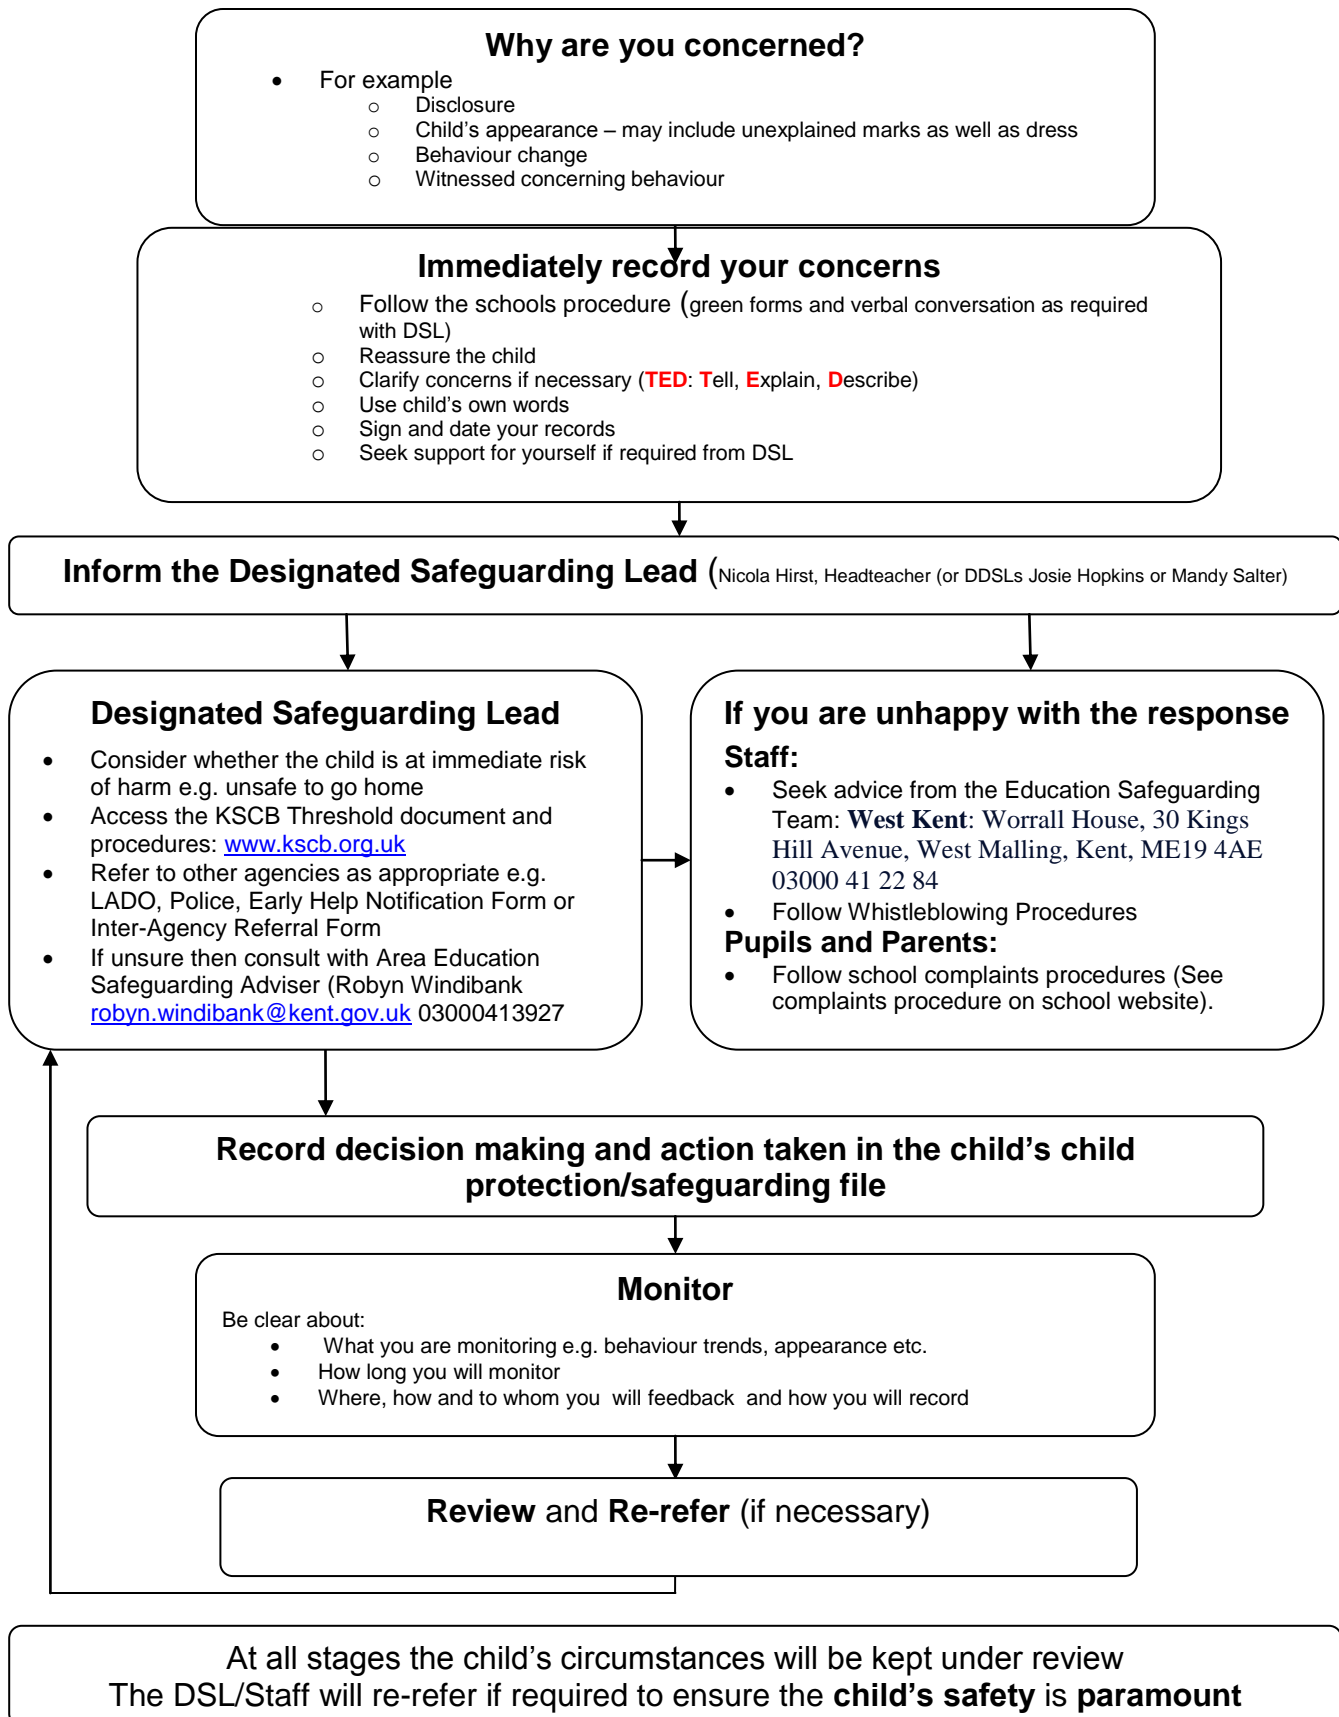 Why are you concerned?
• For example
o Disclosure
o Child's appearance – may include unexplained marks as well as dress
o Behaviour change
o Witnessed concerning behaviour
Immediately record your concerns
o Follow the schools procedure (green forms and verbal conversation as required
with DSL)
o Reassure the child
o Clarify concerns if necessary (TED: Tell, Explain, Describe)
o Use child's own words
o Sign and date your records
o Seek support for yourself if required from DSL
Inform the Designated Safeguarding Lead (Nicola Hirst, Headteacher (or DDSLs Josie Hopkins or Mandy Salter)
Designated Safeguarding Lead
• Consider whether the child is at immediate risk
of harm e.g. unsafe to go home
• Access the KSCB Threshold document and
procedures: www.kscb.org.uk
• Refer to other agencies as appropriate e.g.
LADO, Police, Early Help Notification Form or
Inter-Agency Referral Form
• If unsure then consult with Area Education
Safeguarding Adviser (Robyn Windibank
robyn.windibank@kent.gov.uk 03000413927
If you are unhappy with the response
Staff:
• Seek advice from the Education Safeguarding
Team: West Kent: Worrall House, 30 Kings
Hill Avenue, West Malling, Kent, ME19 4AE
03000 41 22 84
• Follow Whistleblowing Procedures
Pupils and Parents:
• Follow school complaints procedures (See
complaints procedure on school website).
Record decision making and action taken in the child's child
protection/safeguarding file
Monitor
Be clear about:
• What you are monitoring e.g. behaviour trends, appearance etc.
• How long you will monitor
• Where, how and to whom you will feedback and how you will record
Review and Re-refer (if necessary)
At all stages the child's circumstances will be kept under review
The DSL/Staff will re-refer if required to ensure the child's safety is paramount